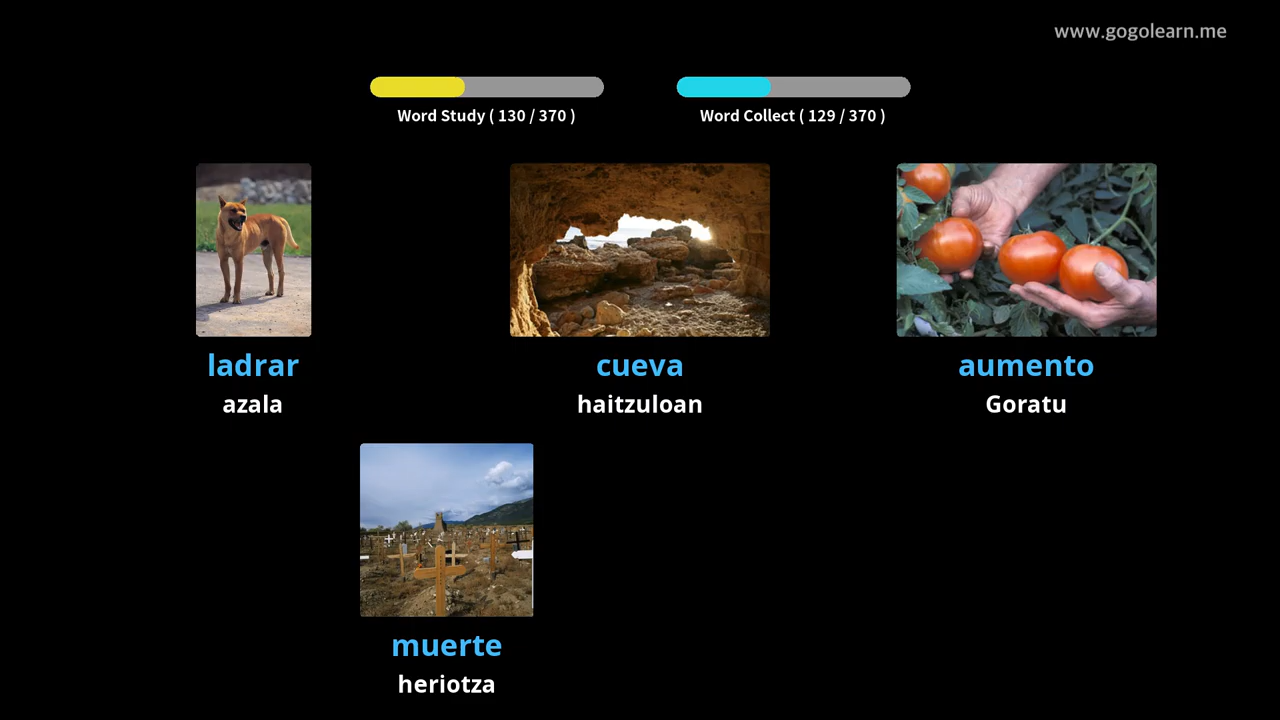 www.gogolearn.me
Word Study ( 130 / 370 )
Word Collect ( 129 / 370 )
ladrar
azala
cueva
haitzuloan
aumento
Goratu
muerte
heriotza